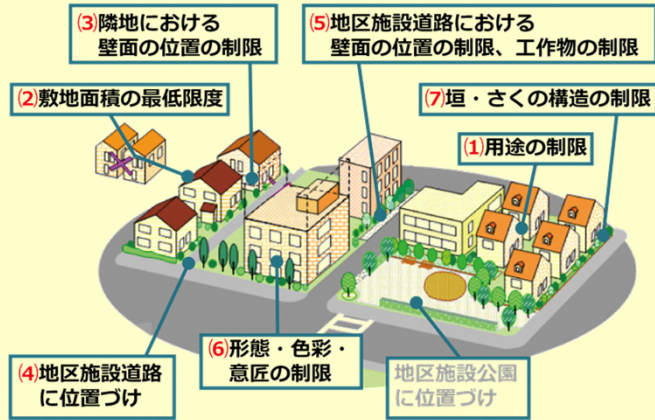 ⑶隣地における
壁面の位置の制限
⑸地区施設道路における
壁面の位置の制限、工作物の制限
⑵敷地面積の最低限度
⑺垣・さくの構造の制限
⑴用途の制限
⑷地区施設道路
に位置づけ
⑹形態・色彩・
意匠の制限
地区施設公園
に位置づけ